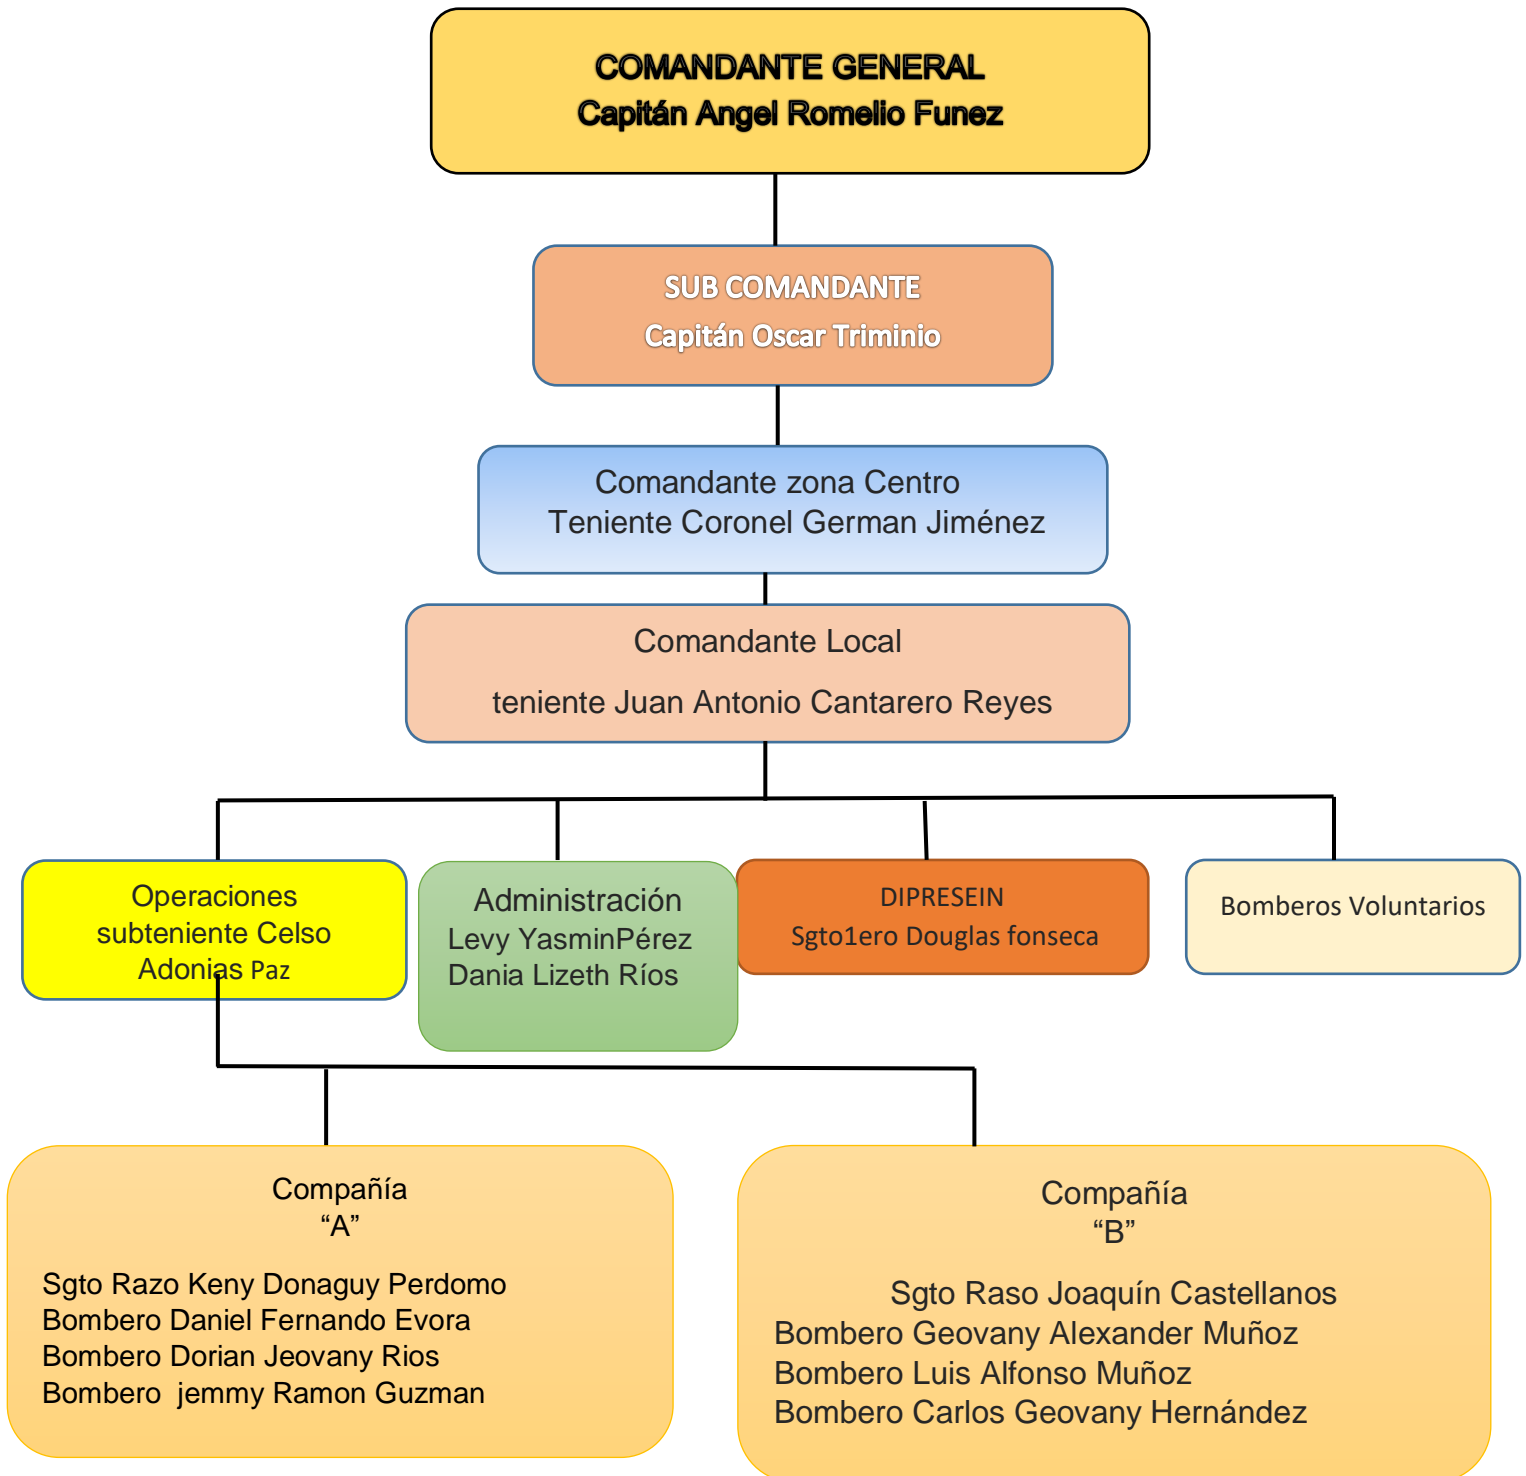 COMANDANTE GENERAL
Capitán Angel Romelio Funez
SUB COMANDANTE
Capitán Oscar Triminio
Comandante zona Centro
Teniente Coronel German Jiménez
Comandante Local
teniente Juan Antonio Cantarero Reyes
Operaciones
subteniente Celso
Adonias Paz
Administración
Levy YasminPérez
Dania Lizeth Ríos
DIPRESEIN
Sgto1ero Douglas fonseca
Bomberos Voluntarios
Compañía
“A”
Sgto Razo Keny Donaguy Perdomo
Bombero Daniel Fernando Evora
Bombero Dorian Jeovany Rios
Bombero  jemmy Ramon Guzman
Compañía
“B”
Sgto Raso Joaquín Castellanos
Bombero Geovany Alexander Muñoz
Bombero Luis Alfonso Muñoz
Bombero Carlos Geovany Hernández